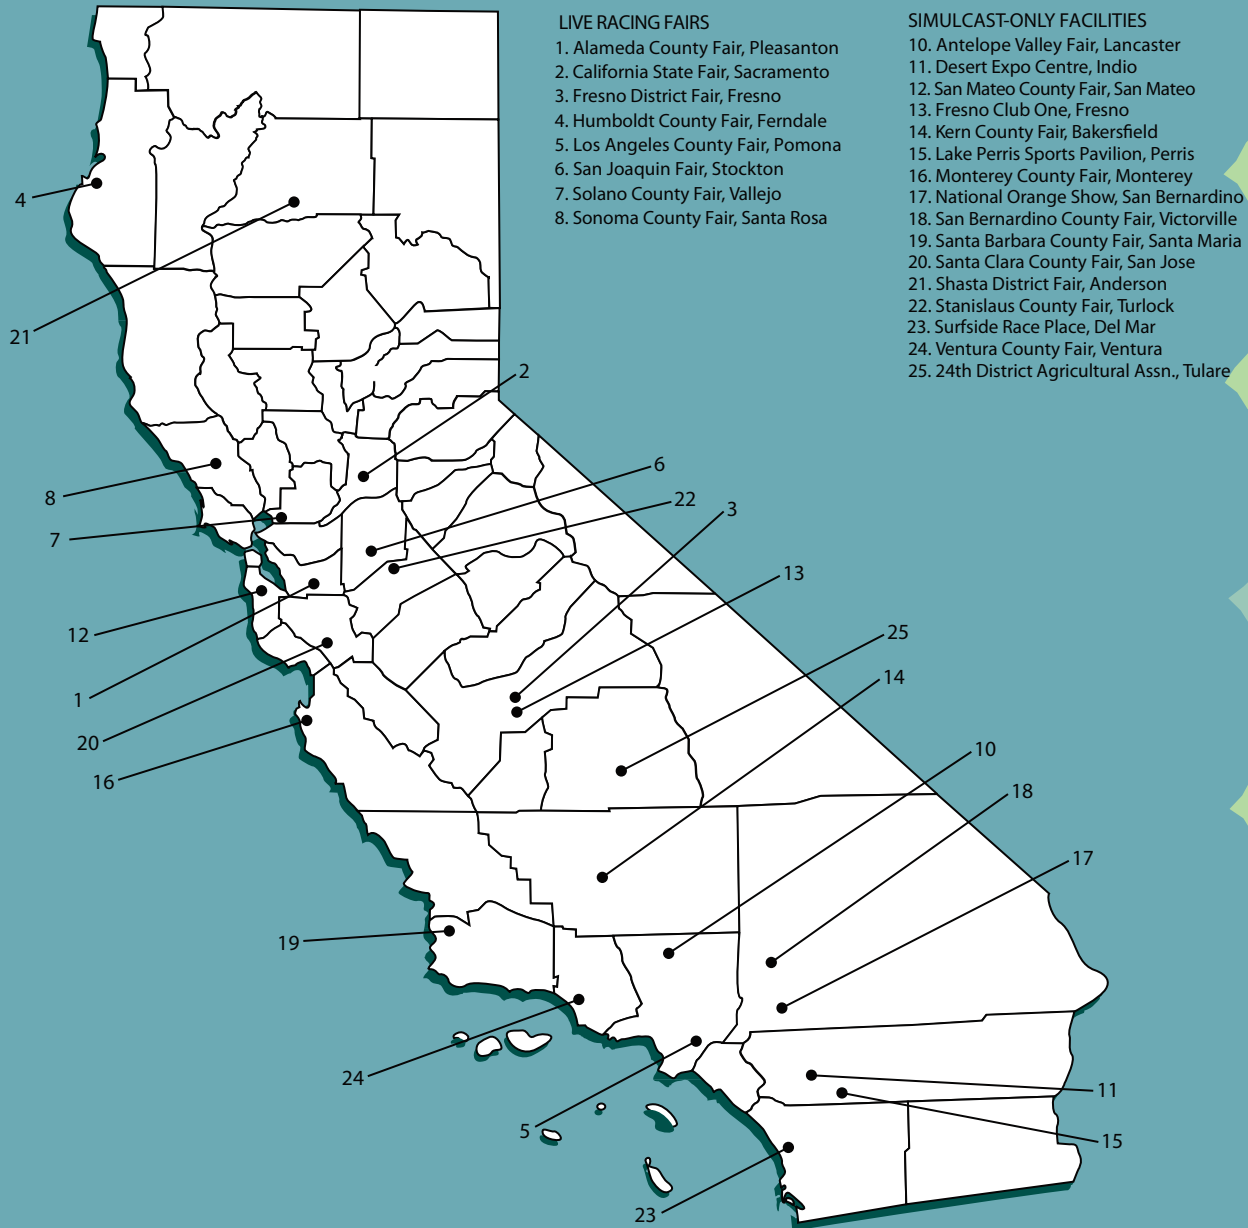 LIVE RACING FAIRS
1. Alameda County Fair, Pleasanton
2. California State Fair, Sacramento
3. Fresno District Fair, Fresno
4. Humboldt County Fair, Ferndale
5. Los Angeles County Fair, Pomona
6. San Joaquin Fair, Stockton
7. Solano County Fair, Vallejo
8. Sonoma County Fair, Santa Rosa
SIMULCAST-ONLY FACILITIES
10. Antelope Valley Fair, Lancaster
11. Desert Expo Centre, Indio
12. San Mateo County Fair, San Mateo
13. Fresno Club One, Fresno
14. Kern County Fair, Bakersfield
15. Lake Perris Sports Pavilion, Perris
16. Monterey County Fair, Monterey
17. National Orange Show, San Bernardino
18. San Bernardino County Fair, Victorville
19. Santa Barbara County Fair, Santa Maria
20. Santa Clara County Fair, San Jose
21. Shasta District Fair, Anderson
22. Stanislaus County Fair, Turlock
23. Surfside Race Place, Del Mar
24. Ventura County Fair, Ventura
25. 24th District Agricultural Assn., Tulare
4
21
2
6
8
22
3
7
13
25
12
14
1
20
10
16
18
17
19
24
11
5
15
23